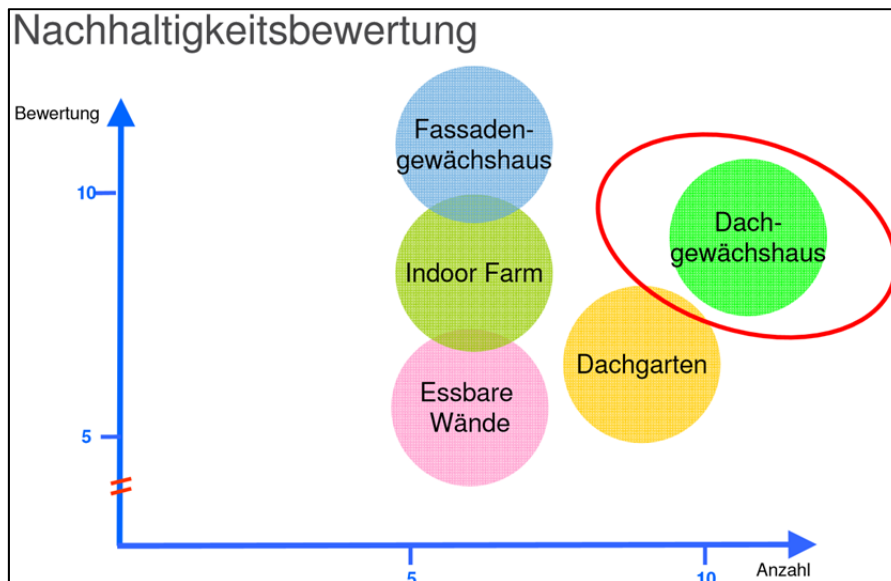 Nachhaltigkeitsbewertung
Bewertung
10
5
Fassaden-
gewächshaus
Indoor Farm
Essbare
Wände
Dach-
gewächshaus
Dachgarten
5
10
Anzahl